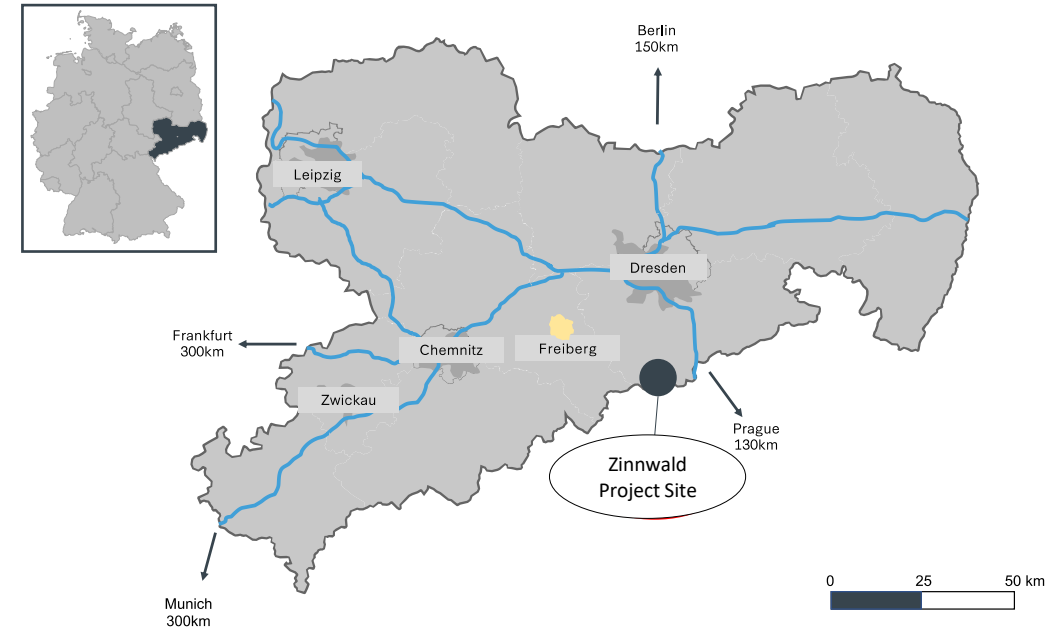 Berlin
150km
Leipzig
Dresden
Frankfurt
300km
Chemnitz
Freiberg
Zwickau
Prague
130km
Zinnwald
Project Site
0 25 50 km
Munich
300km